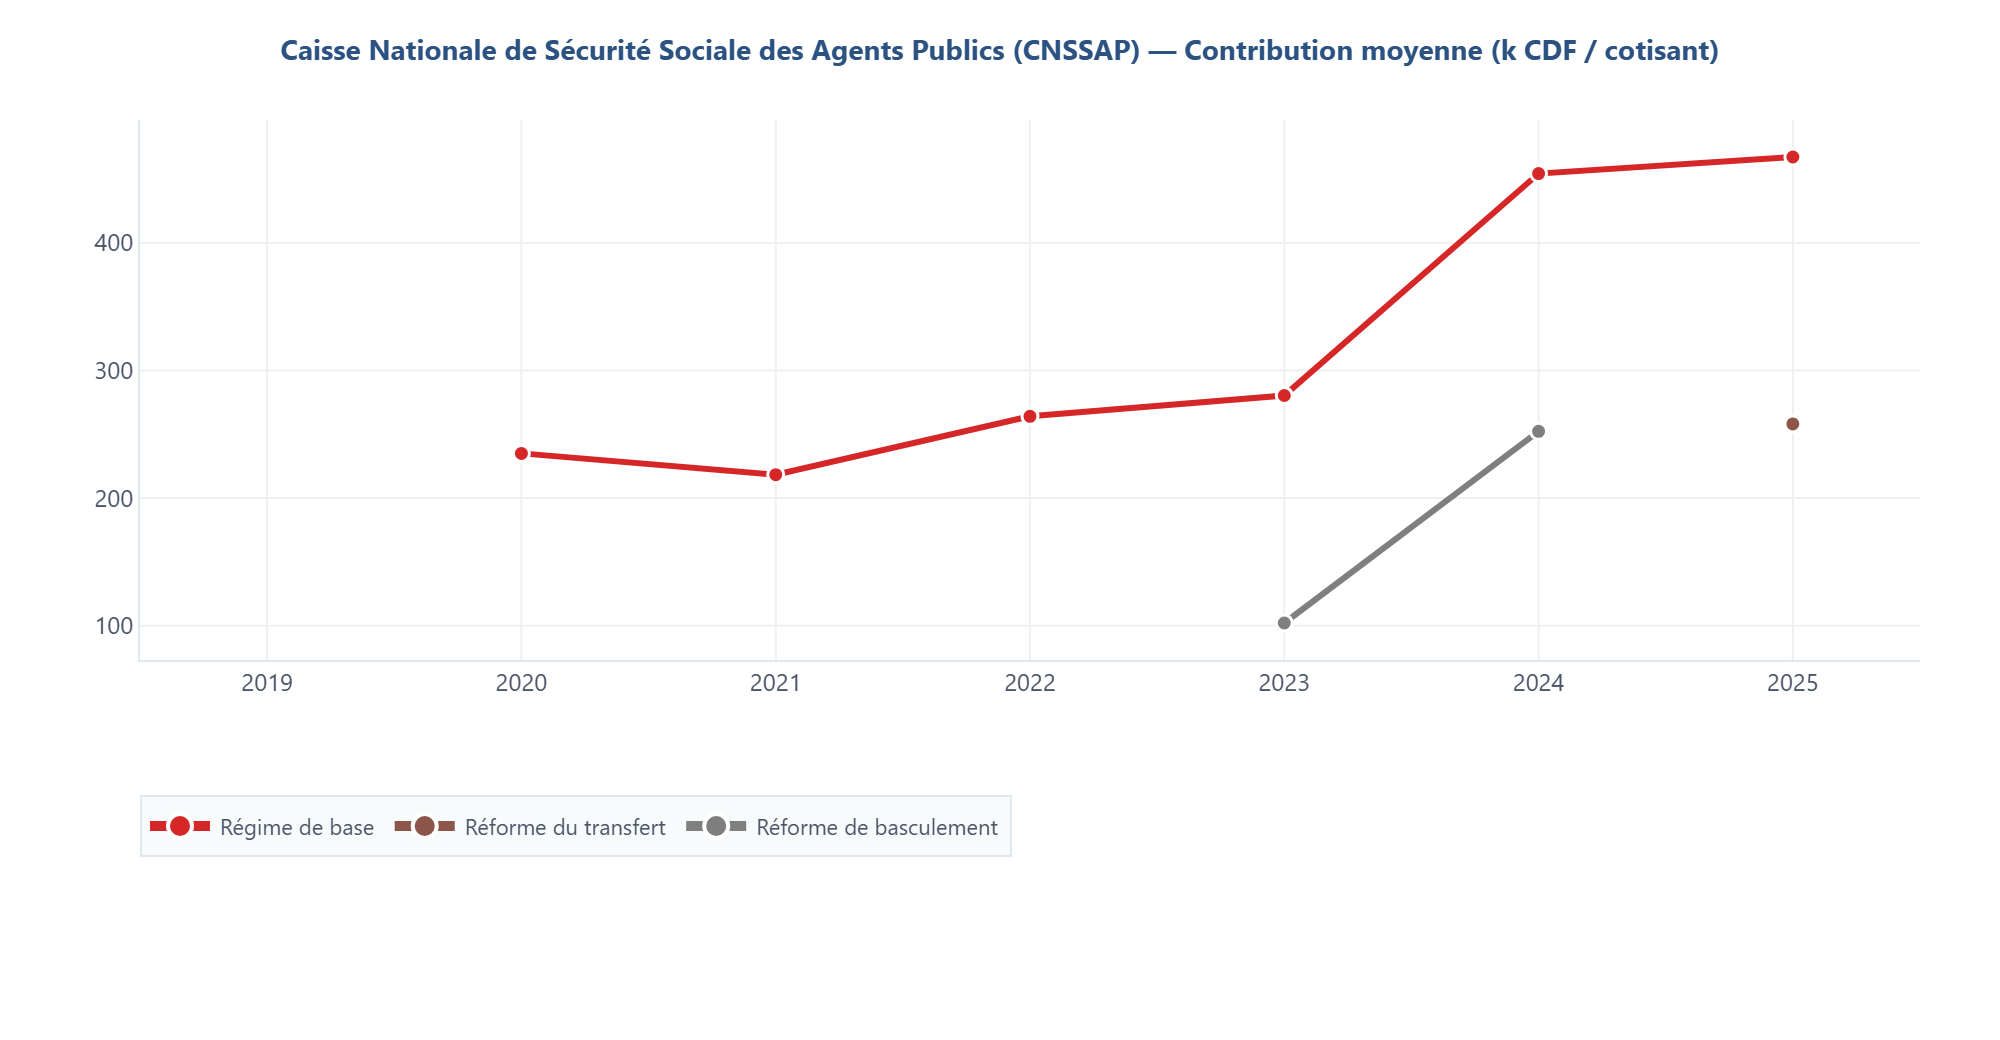 Caisse Nationale de Sécurité Sociale des Agents Publics (CNSSAP) — Contribution moyenne (k CDF / cotisant)
400
300
200
100
2019 2020 2021 2022 2023 2024 2025
Régime de base Réforme du transfert Réforme de basculement